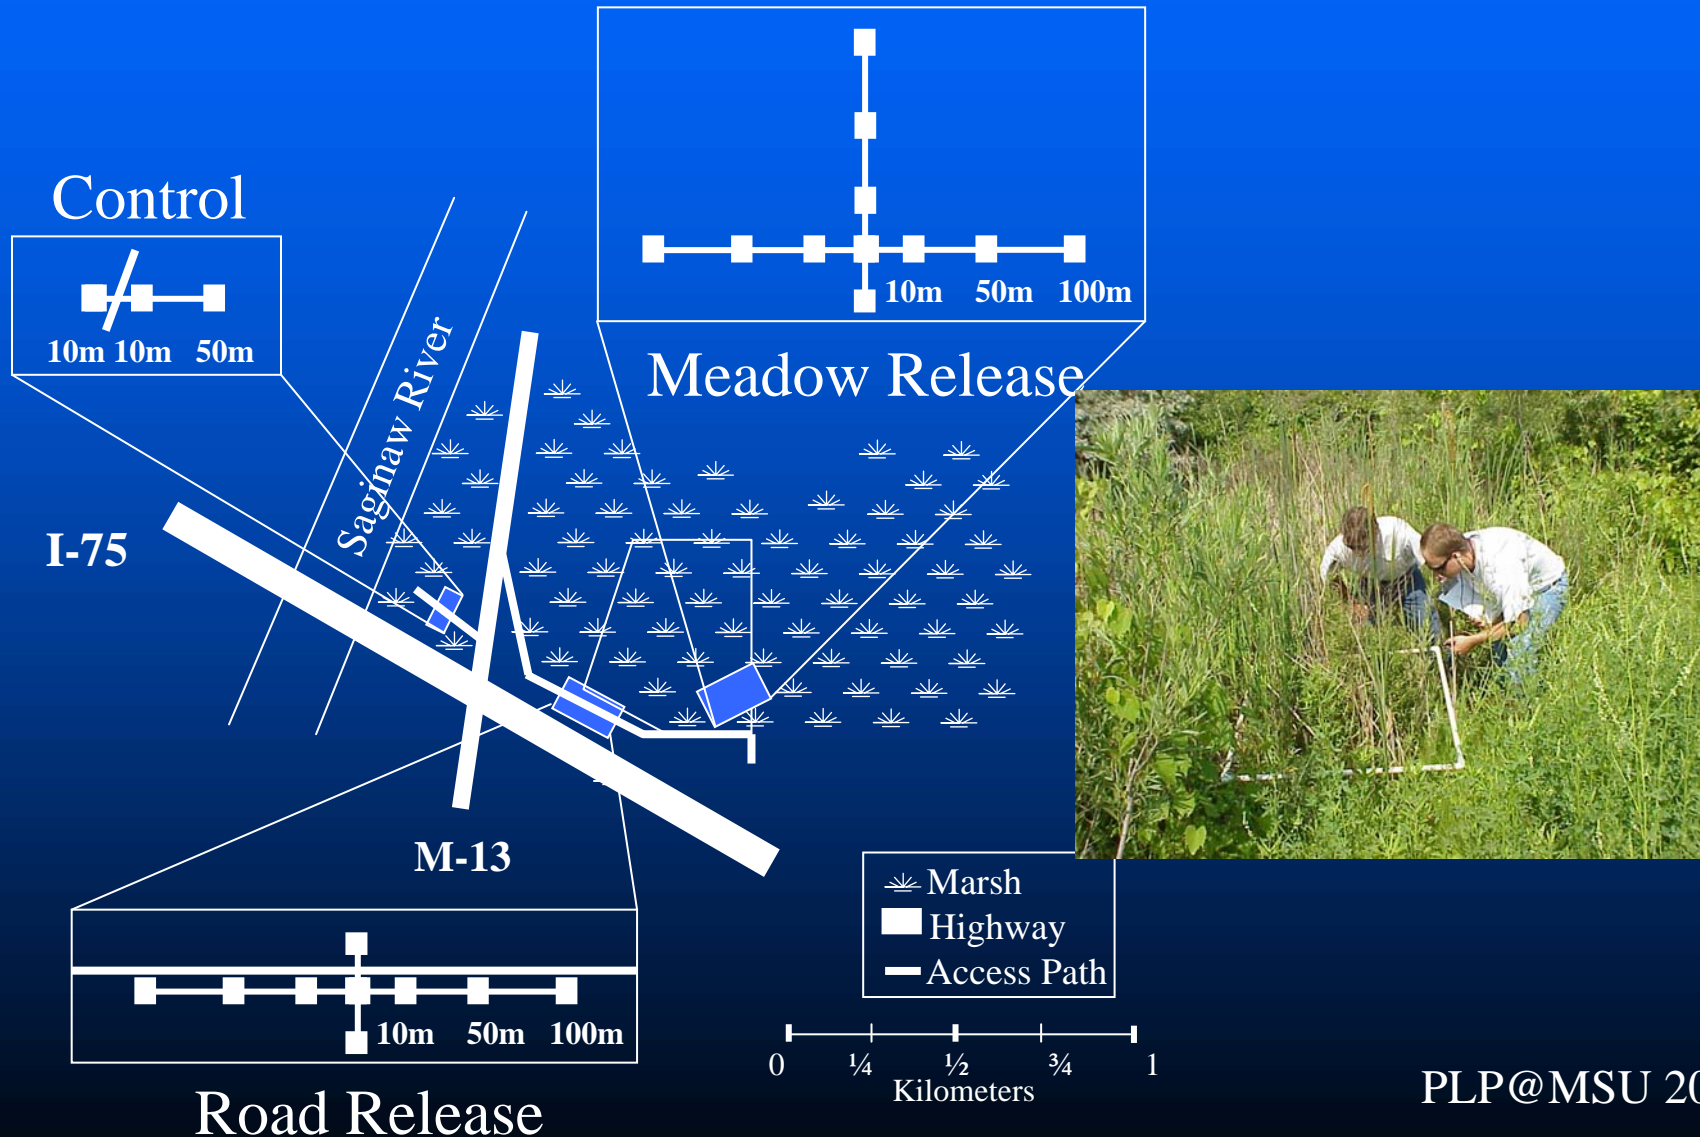 Control
10m 10m 50m
10m 50m 100m
Meadow Release
Saginaw River
I-75
M-13
Marsh
Highway
Access Path
10m 50m 100m
0 ¼ ½ ¾ 1
Kilometers
Road Release
PLP@MSU